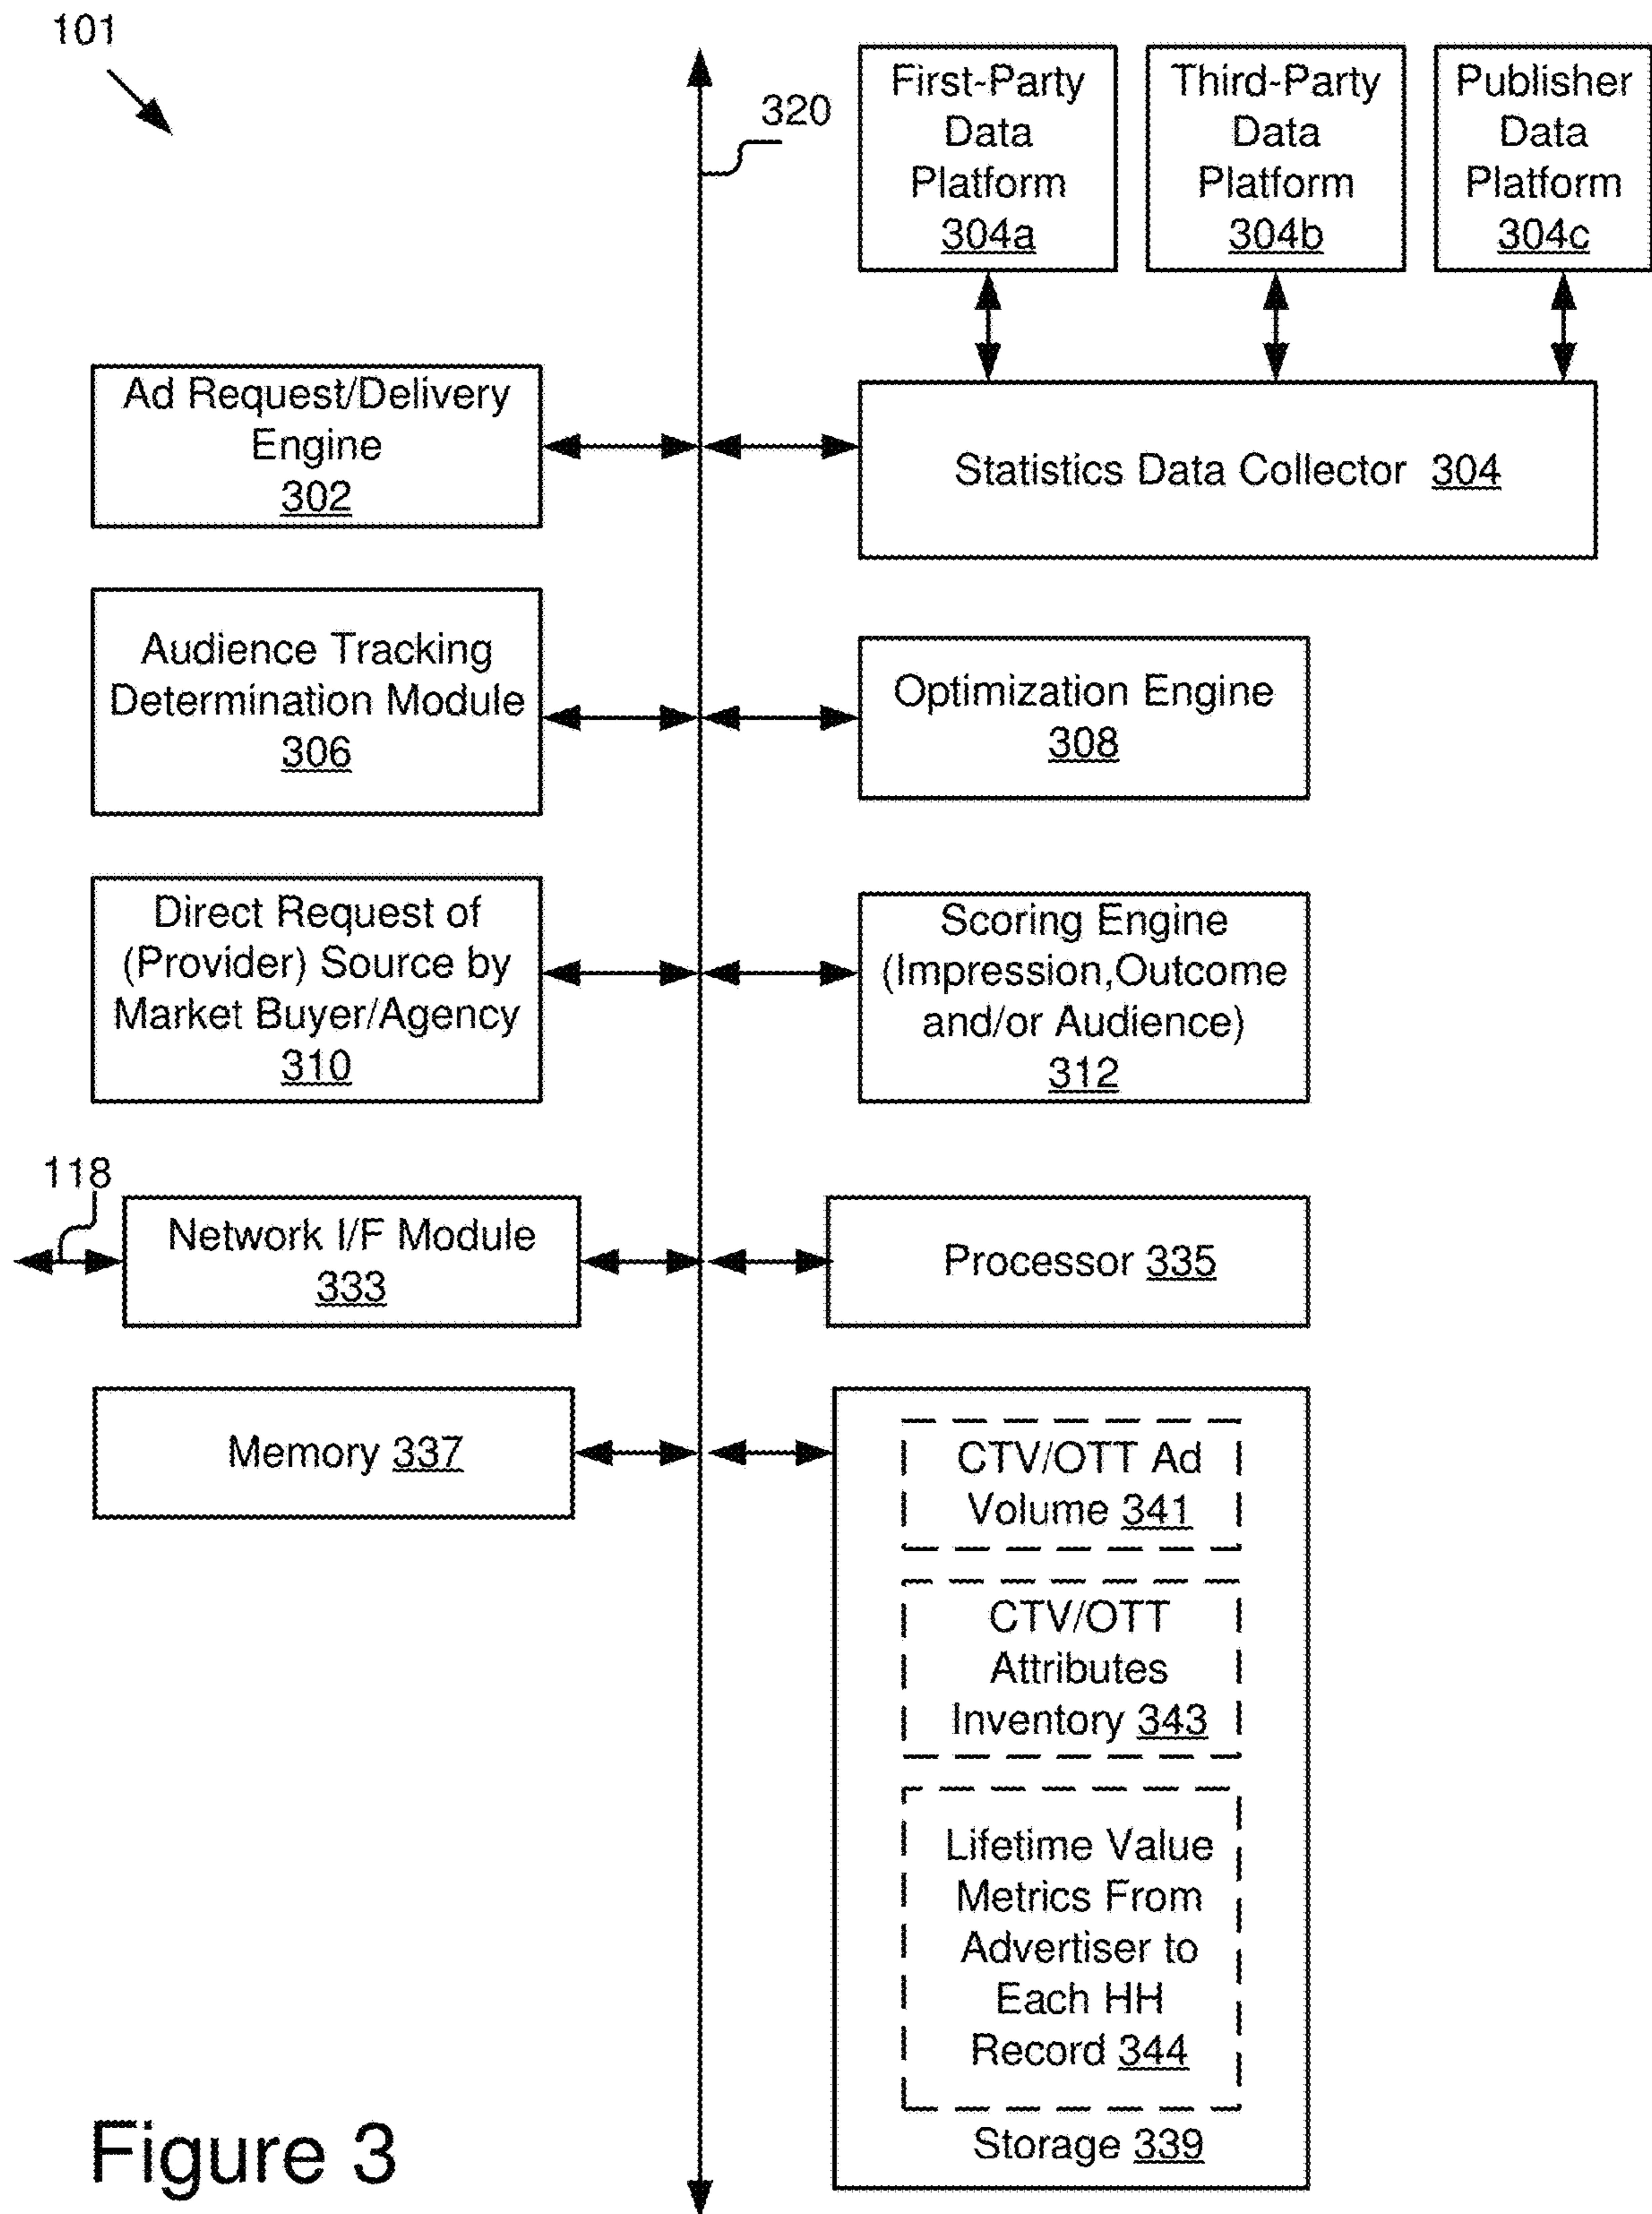 101
320
First-Party
Data
Platform
304a
Third-Party
Data
Platform
304b
Publisher
Data
Platform
304c
Ad Request/Delivery
Engine
302
Statistics Data Collector 304
Audience Tracking
Determination Module
306
Optimization Engine
308
Direct Request of
(Provider) Source by
Market Buyer/Agency
310
Scoring Engine
(Impression,Outcome
and/or Audience)
312
118
Network I/F Module
333
Processor 335
Memory 337
CTV/OTT Ad
Volume 341
CTV/OTT
Attributes
Inventory 343
Lifetime Value
Metrics From
Advertiser to
Each HH
Record 344
Storage 339
Figure 3